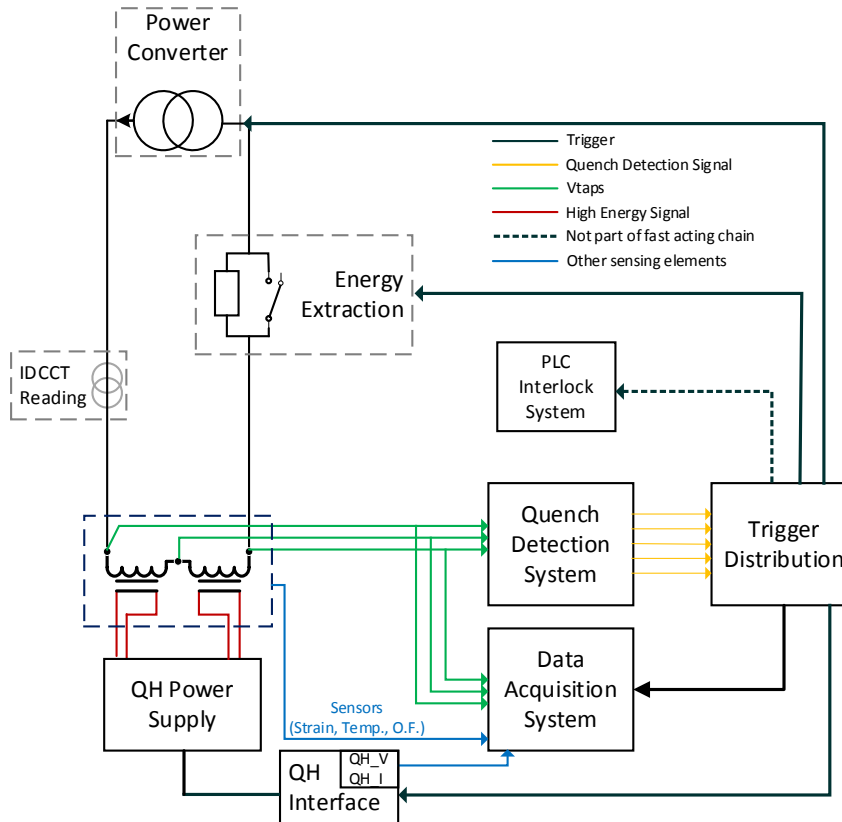 Power
Converter
Trigger
Quench Detection Signal
Vtaps
High Energy Signal
Not part of fast acting chain
Other sensing elements
Energy
Extraction
IDCCT
Reading
PLC
Interlock
System
Quench
Detection
System
Trigger
Distribution
QH Power
Supply
Data
Acquisition
System
Sensors
(Strain, Temp., O.F.)
QH
Interface
QH_V
QH_I